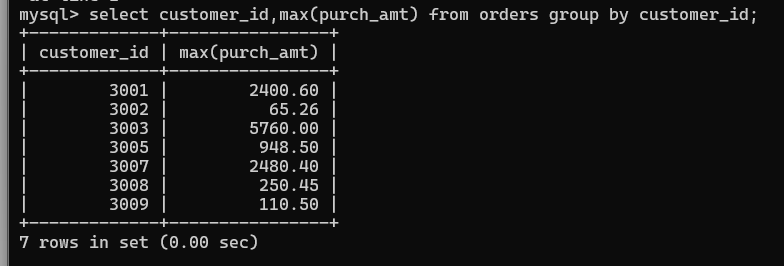 mysql> select customer_id,max(purch_amt) from orders group by customer_id;
+-------------+----------------+
| customer_id | max(purch_amt) |
+-------------+----------------+
|        3001 |        2400.60 |
|        3002 |          65.26 |
|        3003 |        5760.00 |
|        3005 |         948.50 |
|        3007 |        2480.40 |
|        3008 |         250.45 |
|        3009 |         110.50 |
+-------------+----------------+
7 rows in set (0.00 sec)